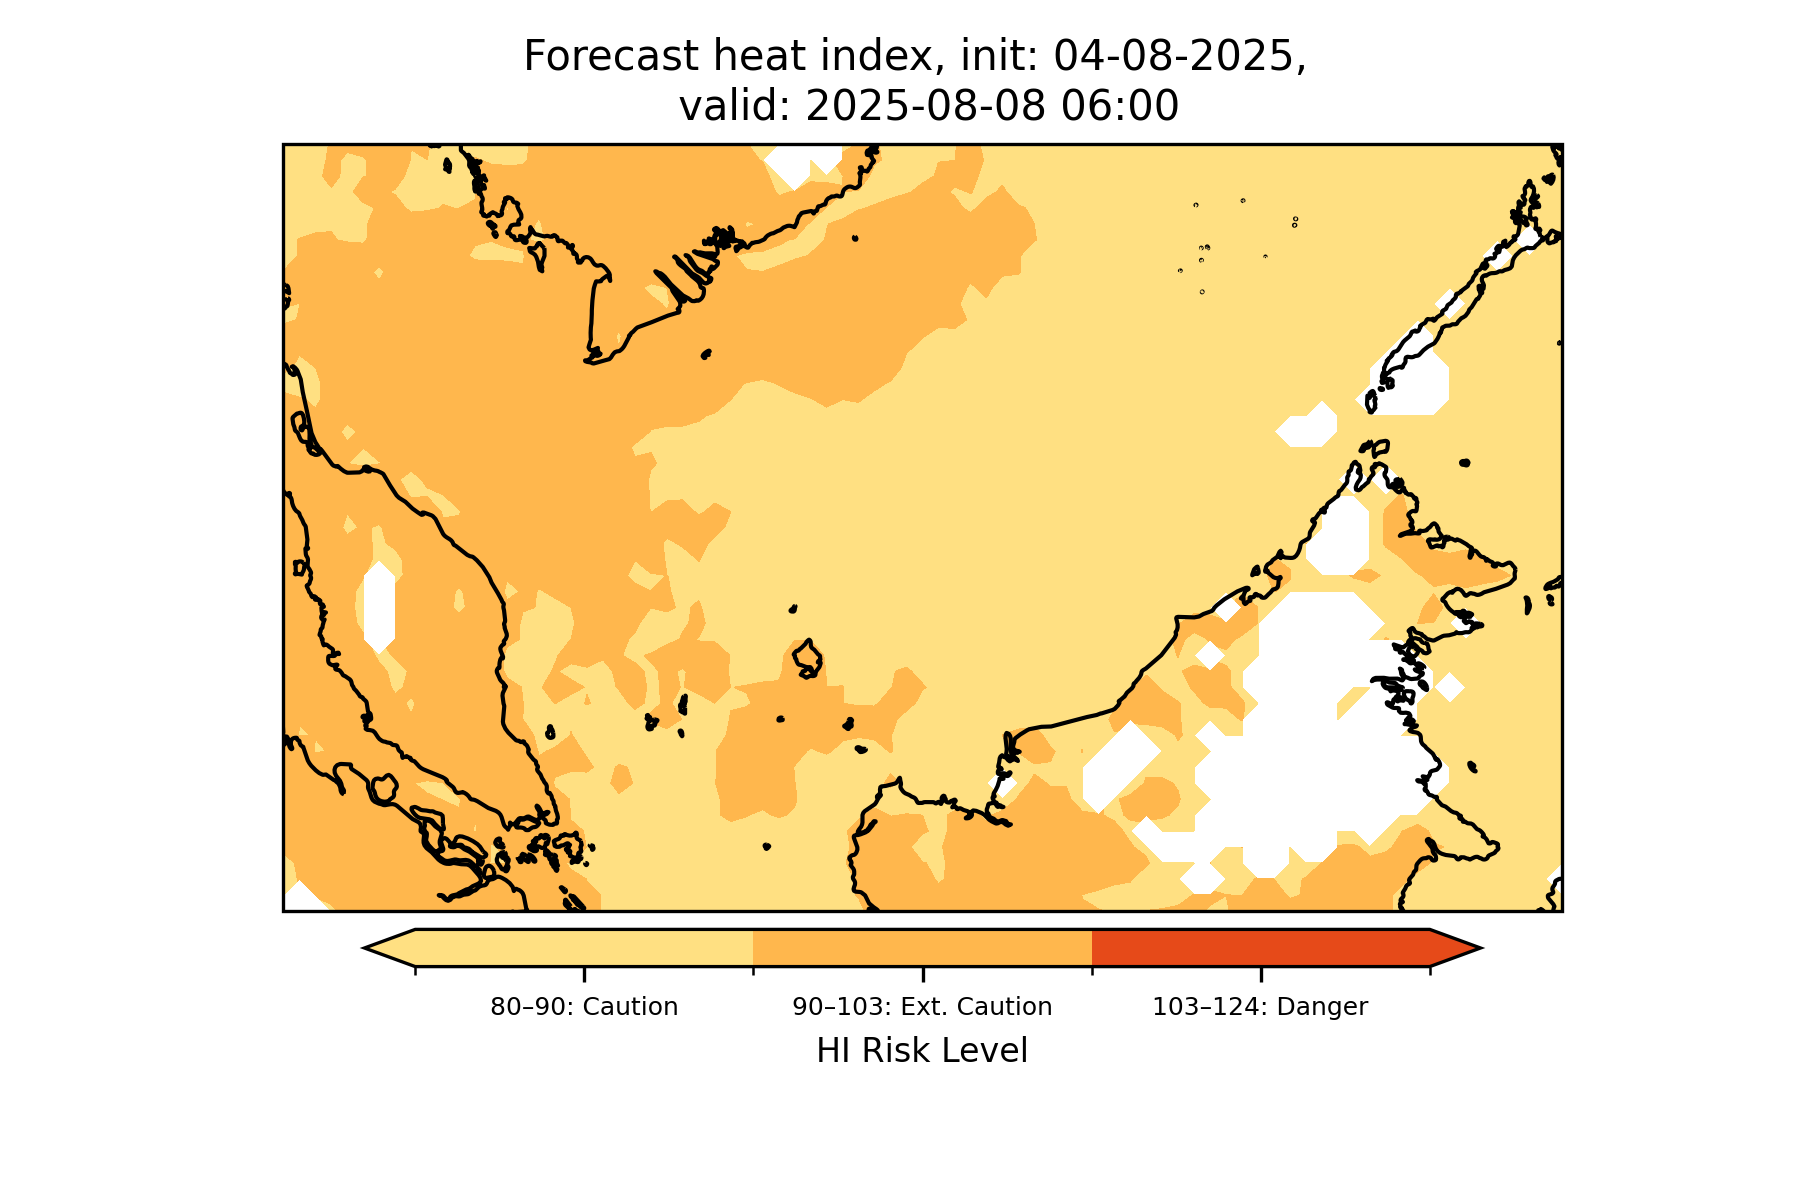 Forecast heat index, init: 04-08-2025,
valid: 2025-08-08 06:00
80–90: Caution
90–103: Ext. Caution
103–124: Danger
HI Risk Level